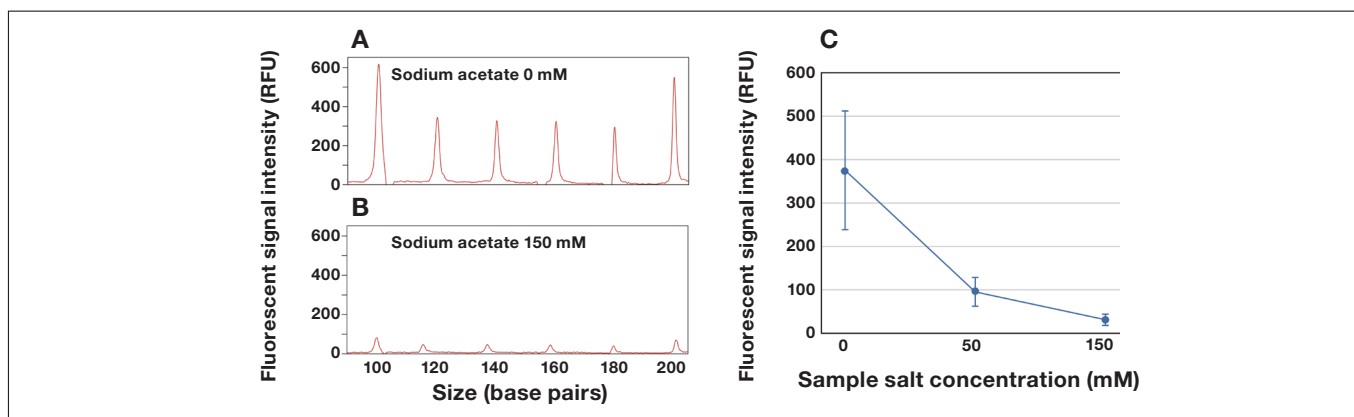 A
Fluorescent signal intensity (RFU)
600
400
200
0
Sodium acetate 0 mM
B
600
400
200
0
Sodium acetate 150 mM
100 120 140 160 180 200
Size (base pairs)
C
Fluorescent signal intensity (RFU)
600
500
400
300
200
100
0
0 50 150
Sample salt concentration (mM)